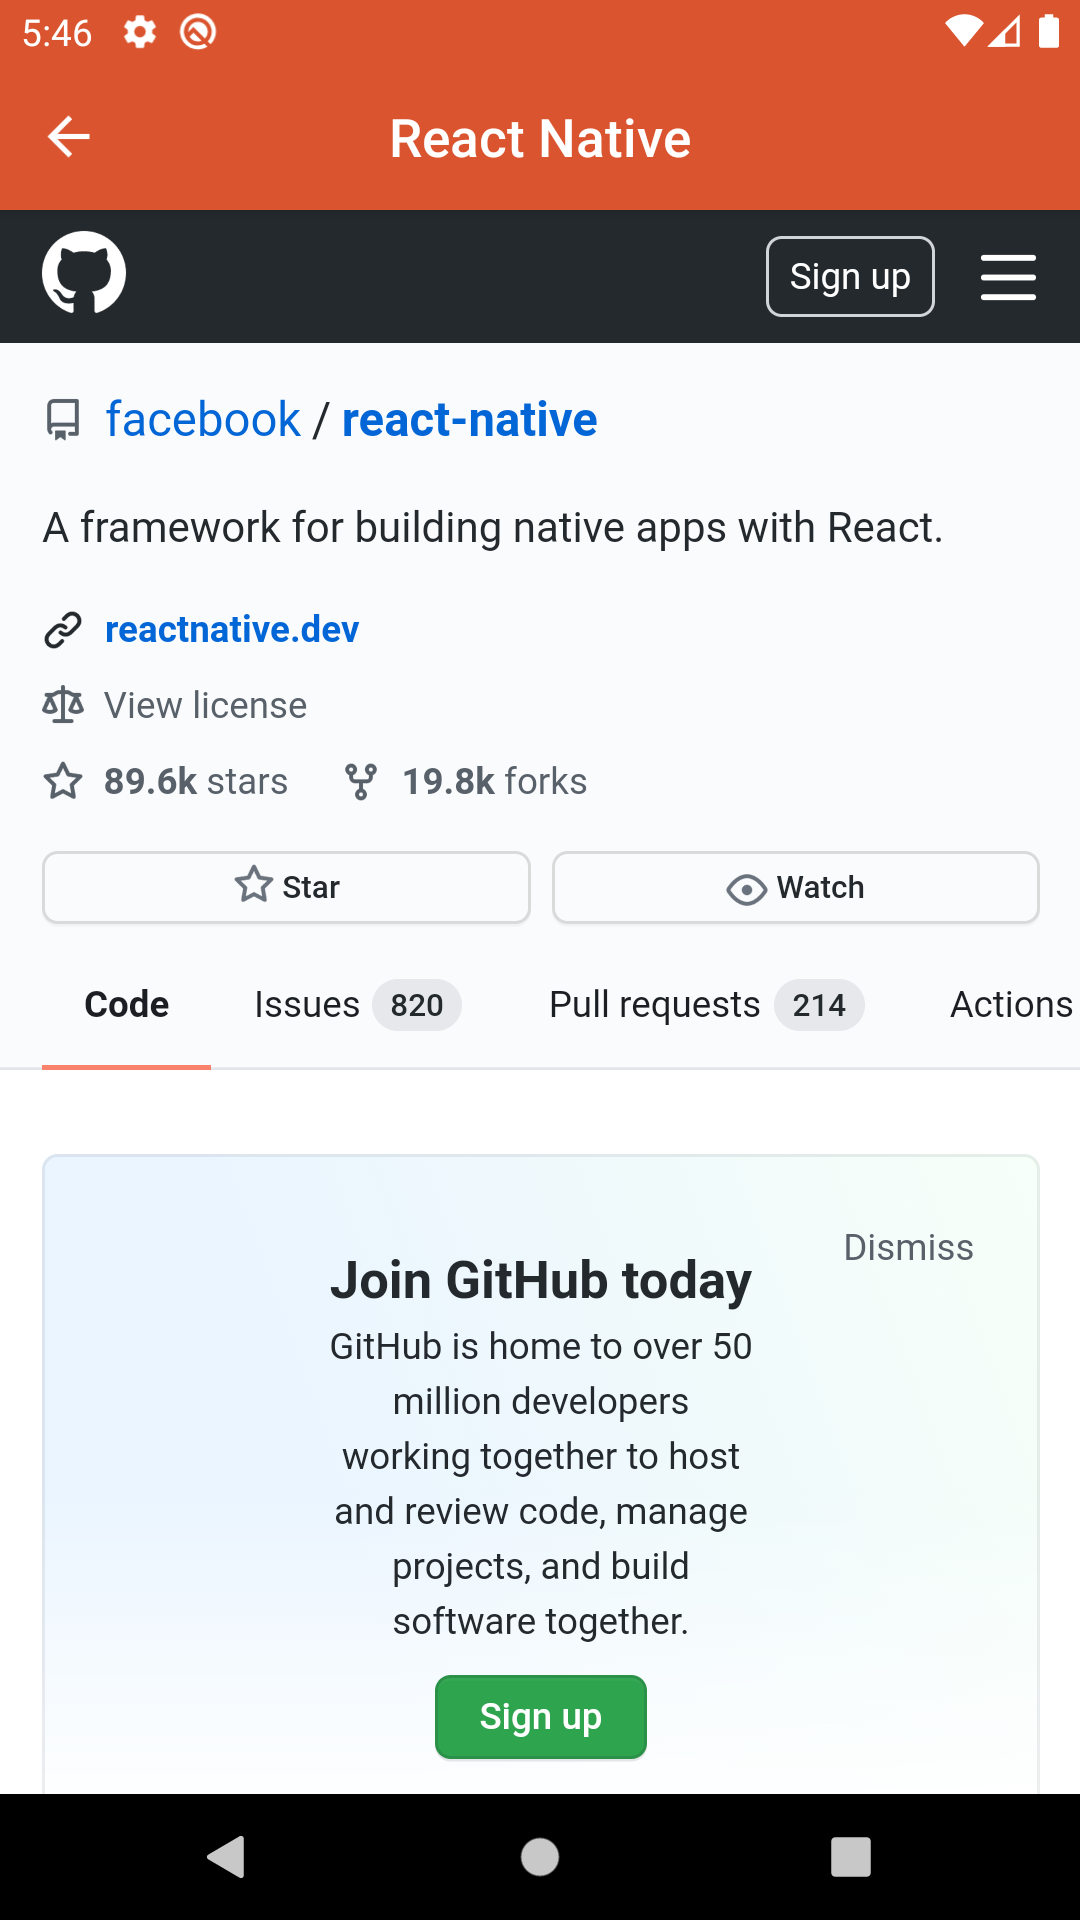 5:46
React Native
Sign up
facebook / react-native
A framework for building native apps with React.
reactnative.dev
View license
89.6k stars 19.8k forks
Star Watch
Code Issues 820 Pull requests 214 Actions
Dismiss
Join GitHub today
GitHub is home to over 50
million developers
working together to host
and review code, manage
projects, and build
software together.
Sign up